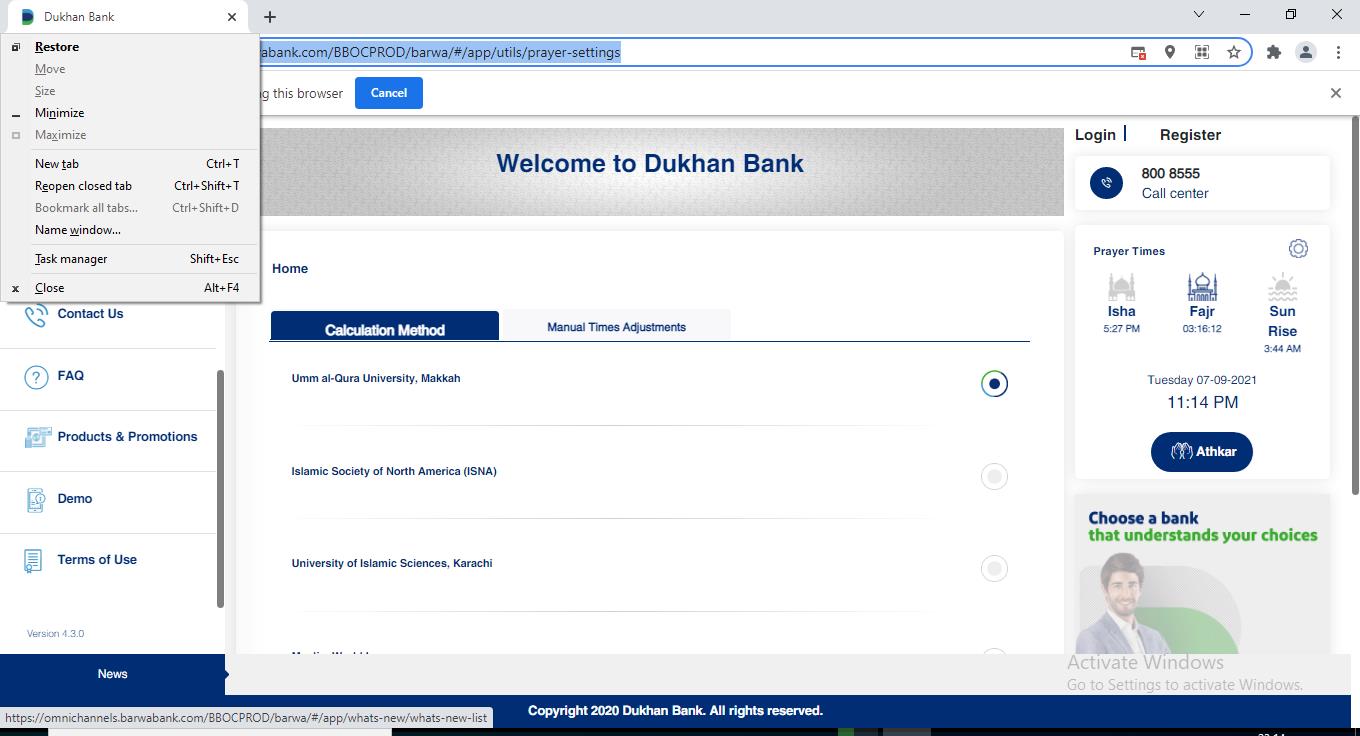 Dukhan Bank
Restore
Move
Size
Minimize
Maximize
New tab Ctrl+T
Reopen closed tab Ctrl+Shift+T
Bookmark all tabs... Ctrl+Shift+D
Name window...
Task manager Shift+Esc
Close Alt+F4
abank.com/BBOCPROD/barwa/#/app/utils/prayer-settings
this browser
Cancel
Welcome to Dukhan Bank
Login
Register
800 8555
Call center
Contact Us
FAQ
Products & Promotions
Demo
Terms of Use
Version 4.3.0
News
Home
Calculation Method
Manual Times Adjustments
Umm al-Qura University, Makkah
Islamic Society of North America (ISNA)
University of Islamic Sciences, Karachi
Prayer Times
Isha
5:27 PM
Fajr
03:16:12
Sun
Rise
3:44 AM
Tuesday 07-09-2021
11:14 PM
Athkar
Choose a bank
that understands your choices
Activate Windows
Go to Settings to activate Windows.
https://omnichannels.barwabank.com/BBOCPROD/barwa/#/app/whats-new/whats-new-list
Copyright 2020 Dukhan Bank. All rights reserved.